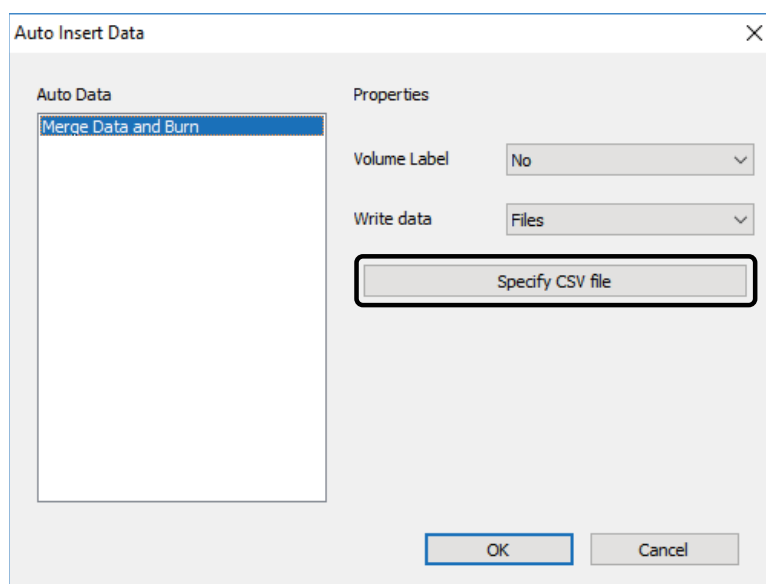 Auto Insert Data
Auto Data
Merge Data and Burn
Properties
Volume Label
No
Write data
Files
Specify CSV file
OK
Cancel